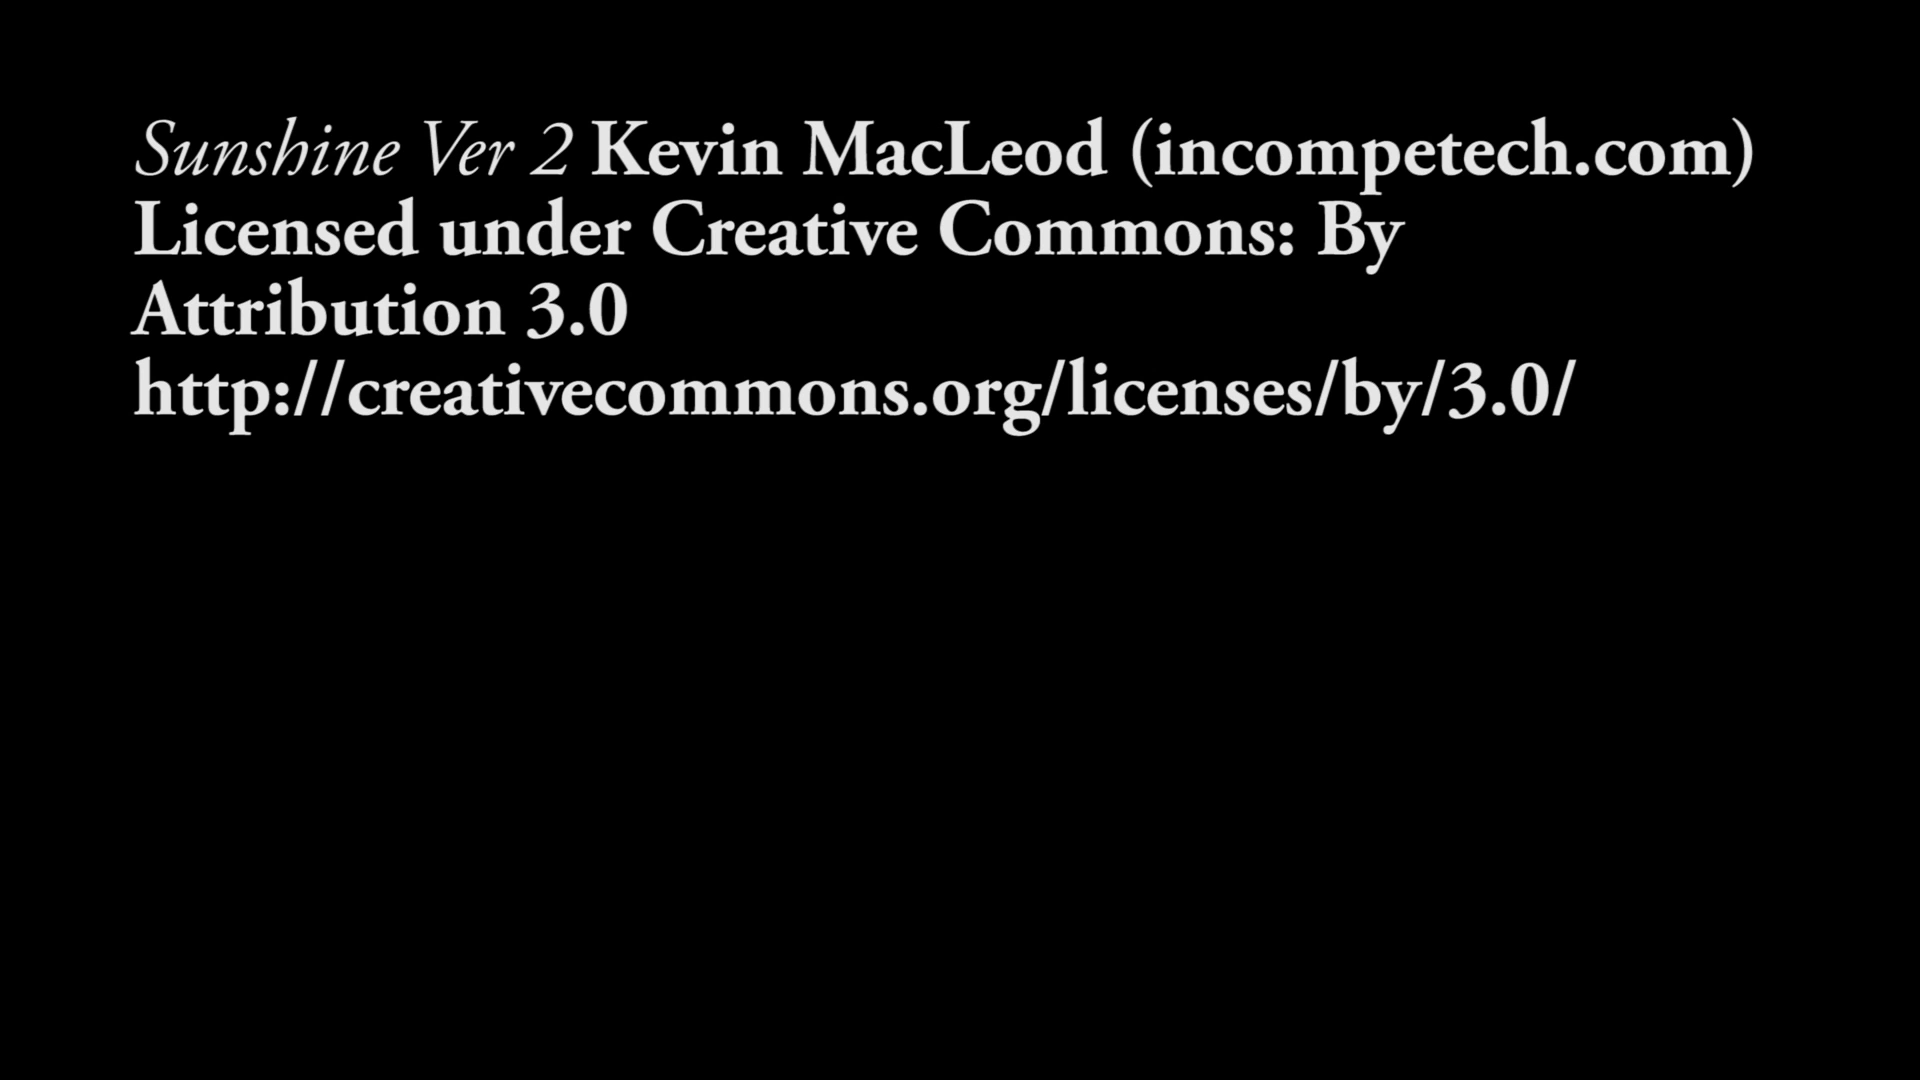 Sunshine Ver 2 Kevin MacLeod (incompetech.com)
Licensed under Creative Commons: By
Attribution 3.0
http://creativecommons.org/licenses/by/3.0/